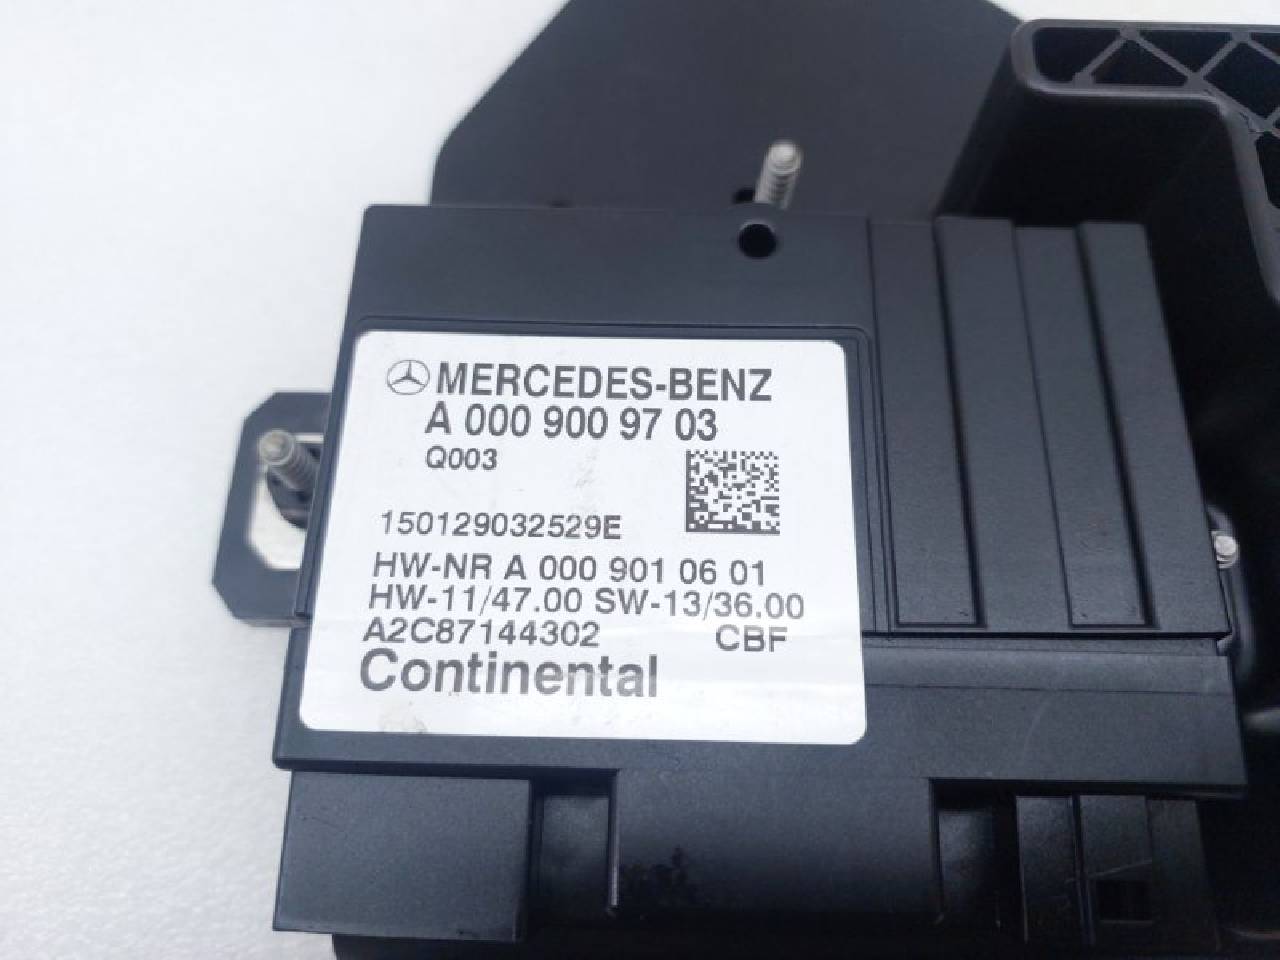 MERCEDES-BENZ
A 000 900 97 03
Q003
150129032529E
HW-NR A 000 901 06 01
HW-11/47.00 SW-13/36.00
A2C87144302 CBF
Continental